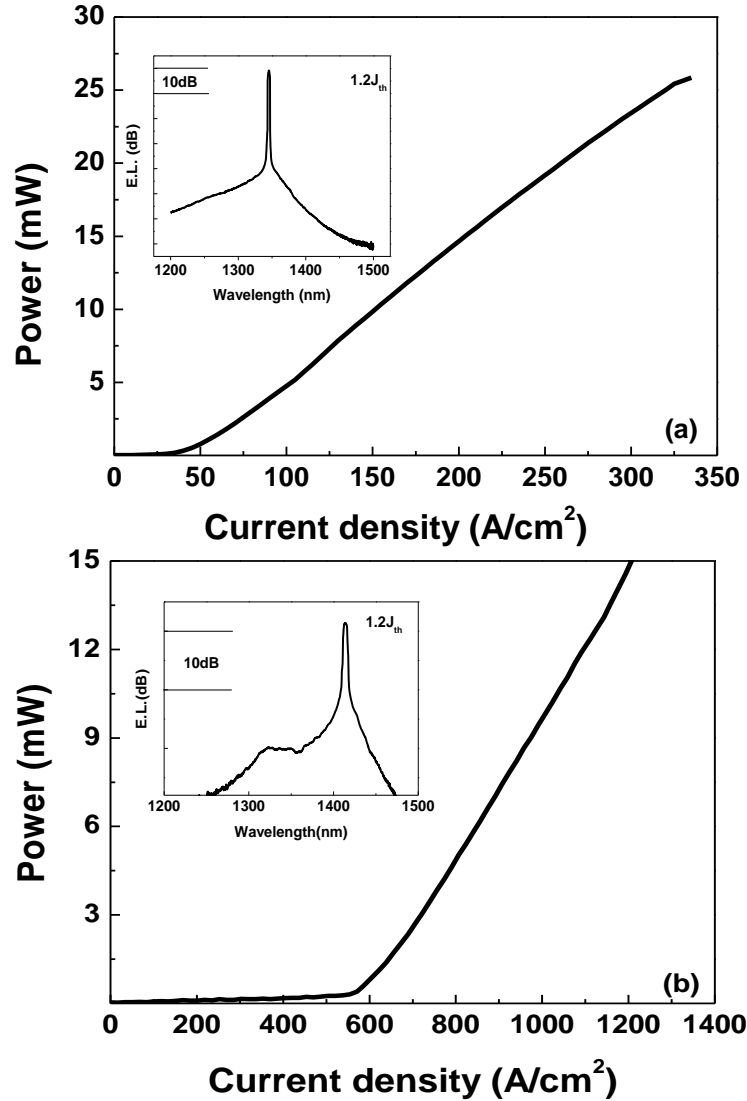 30
25
20
15
10
5
Power (mW)
0 50 100 150 200 250 300 350
Current density (A/cm²)
(a)
10dB
1.2J_th
E.L. (dB)
1200 1300 1400 1500
Wavelength (nm)
15
12
9
6
3
Power (mW)
0 200 400 600 800 1000 1200 1400
Current density (A/cm²)
(b)
10dB
1.2J_th
E.L.(dB)
1200 1300 1400 1500
Wavelength(nm)